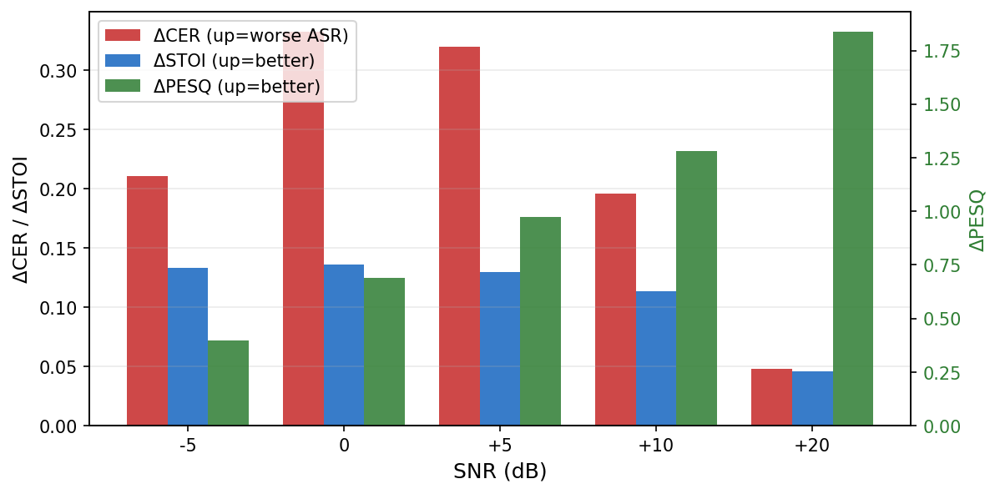 ΔCER (up=worse ASR)
ΔSTOI (up=better)
ΔPESQ (up=better)
ΔCER / ΔSTOI
0.30
0.25
0.20
0.15
0.10
0.05
0.00
-5 0 +5 +10 +20
SNR (dB)
1.75
1.50
1.25
1.00
0.75
0.50
0.25
0.00
ΔPESQ